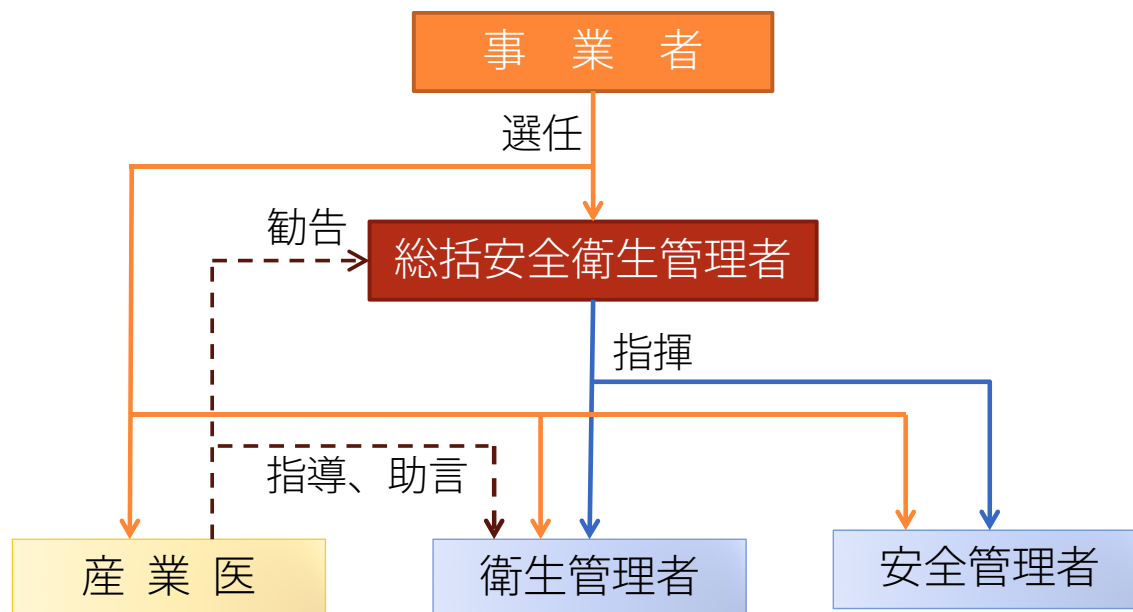 事　業　者
選任
勧告
総括安全衛生管理者
指揮
指導、助言
産 業 医
衛生管理者
安全管理者